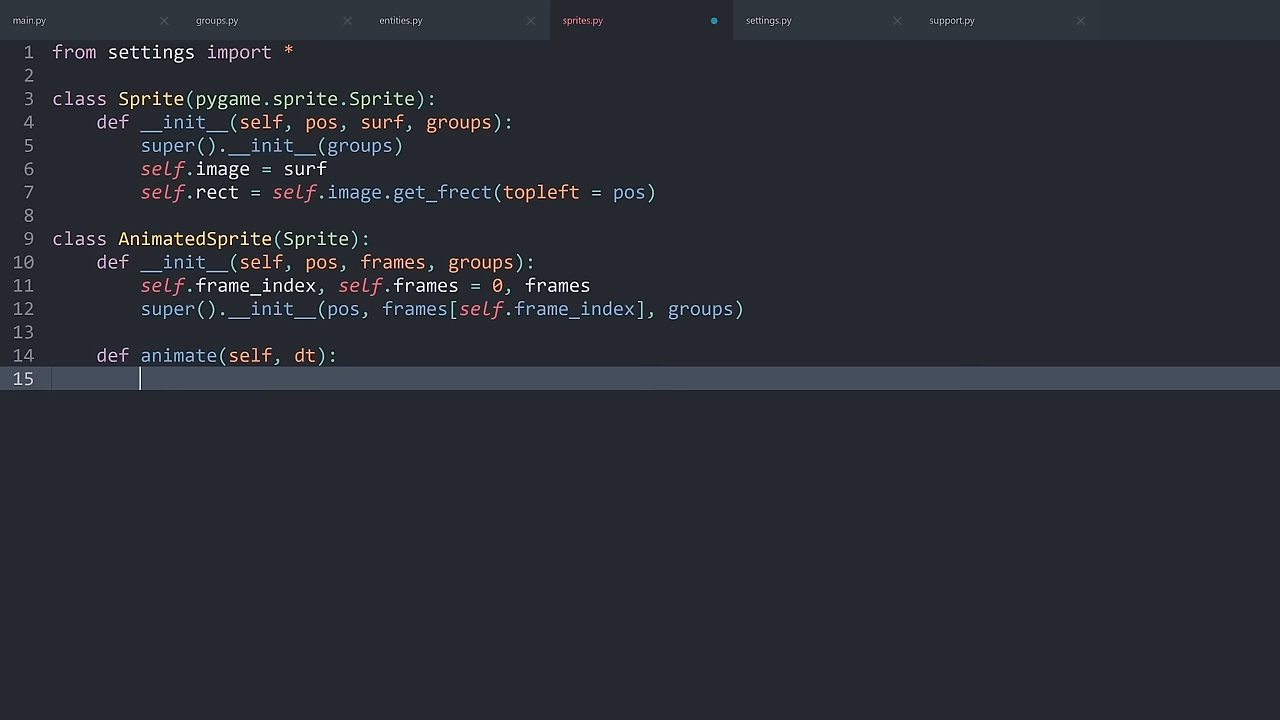 main.py × groups.py × entities.py × sprites.py settings.py × support.py ×
1 from settings import *
2
3 class Sprite(pygame.sprite.Sprite):
4     def __init__(self, pos, surf, groups):
5         super().__init__(groups)
6         self.image = surf
7         self.rect = self.image.get_frect(topleft = pos)
8
9 class AnimatedSprite(Sprite):
10     def __init__(self, pos, frames, groups):
11         self.frame_index, self.frames = 0, frames
12         super().__init__(pos, frames[self.frame_index], groups)
13
14     def animate(self, dt):
15